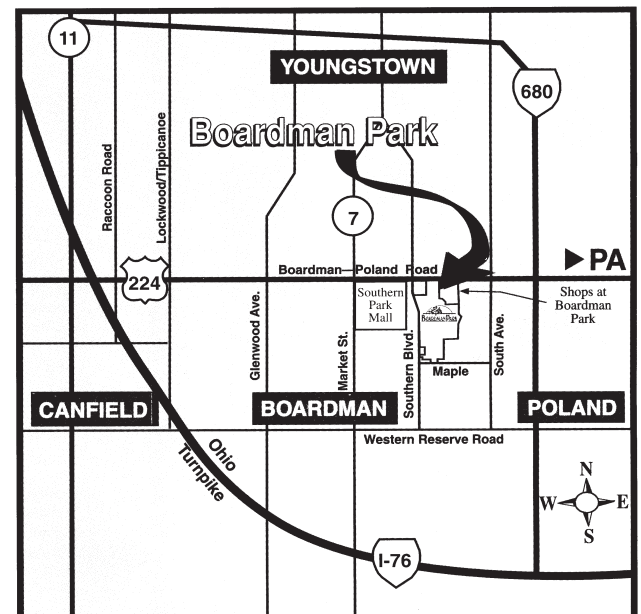 11
YOUNGSTOWN
680
Boardman Park
Raccoon Road
Lockwood/Tippicanoe
7
PA
Boardman—Poland Road
224
Southern
Park
Mall
Shops at
Boardman
Park
BOARDMAN PARK
Glenwood Ave.
Market St.
Southern Blvd.
South Ave.
Maple
CANFIELD
BOARDMAN
POLAND
Western Reserve Road
Ohio
Turnpike
N
W
E
S
I-76